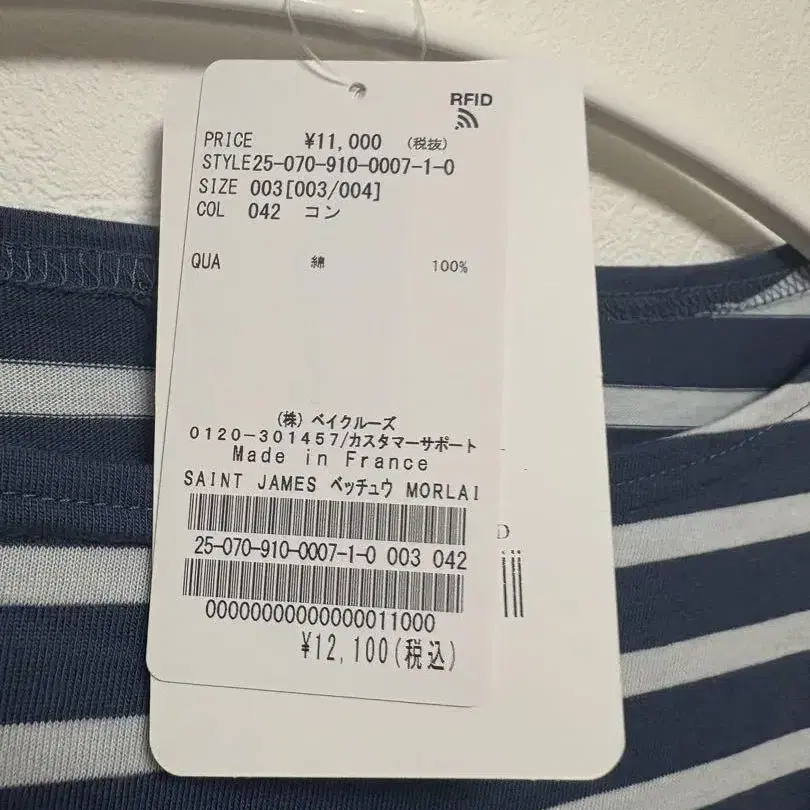 RFID
PRICE ¥11,000 (税抜)
STYLE25-070-910-0007-1-0
SIZE 003[003/004]
COL 042 コン
QUA 綿 100%
(株) ベイクルーズ
0120-301457/カスタマーサポート
Made in France
SAINT JAMES ベッチュウ MORLAI
25-070-910-0007-1-0 003 042
00000000000000011000
¥12,100(税込)
D